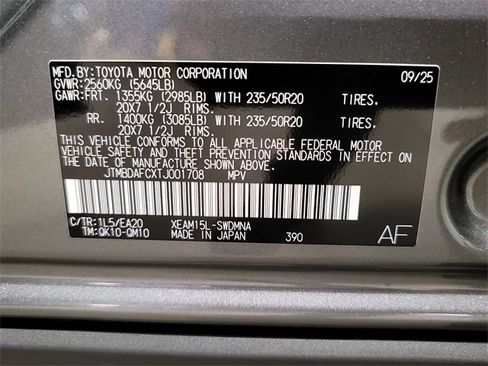 MFD.BY:TOYOTA MOTOR CORPORATION 09/25
GVWR:2560KG (5645LB)
GAWR:FRT. 1355KG (2985LB) WITH 235/50R20 TIRES.
20X7 1/2J RIMS.
RR. 1400KG (3085LB) WITH 235/50R20 TIRES.
20X7 1/2J RIMS.
THIS VEHICLE CONFORMS TO ALL APPLICABLE FEDERAL MOTOR
VEHICLE SAFETY AND THEFT PREVENTION STANDARDS IN EFFECT
ON THE DATE OF MANUFACTURE SHOWN ABOVE.
JTMBDAFCXTJ001708 MPV
C/TR:1L5/EA20 XEAM15L-SWDMNA
TM:QK10-QM10 MADE IN JAPAN 390 AF